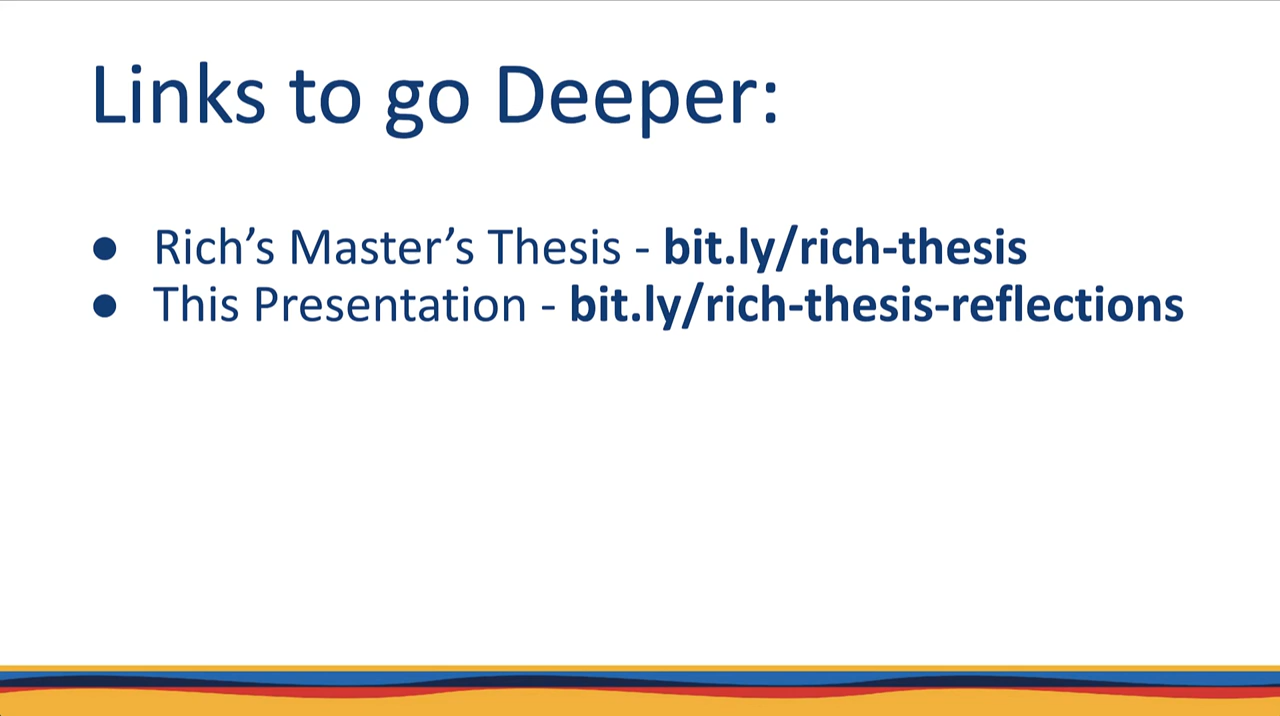 Links to go Deeper:
● Rich’s Master’s Thesis - bit.ly/rich-thesis
● This Presentation - bit.ly/rich-thesis-reflections